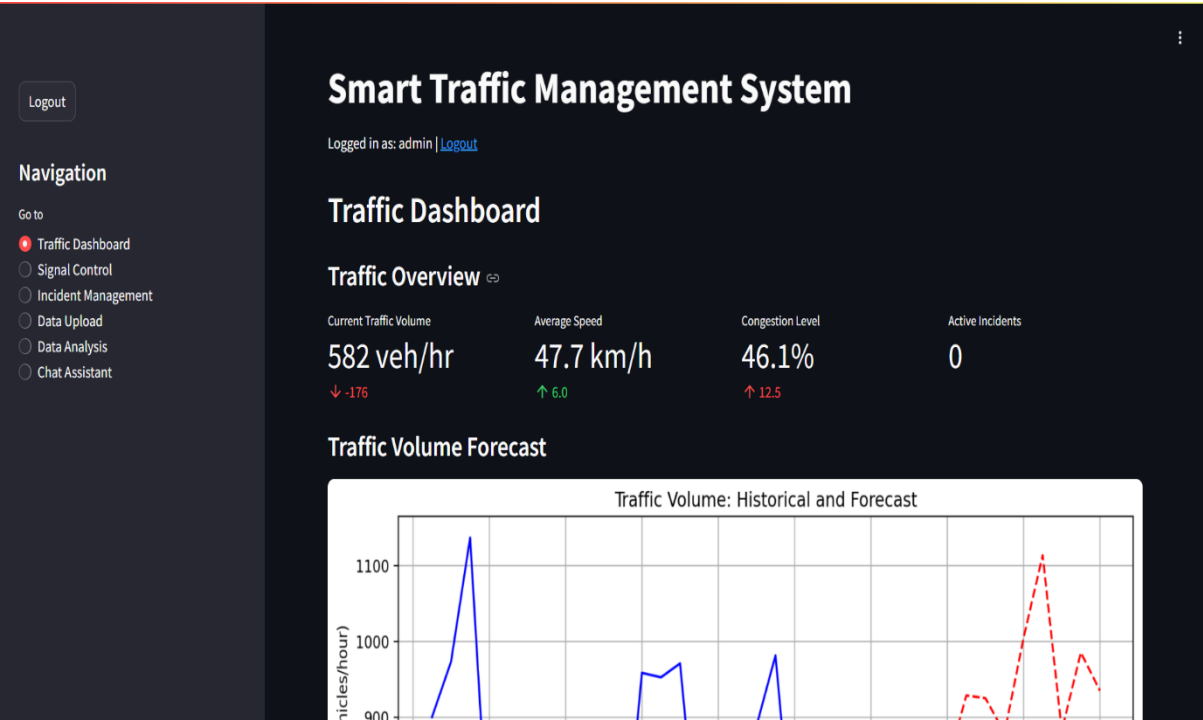 Logout
Navigation
Go to
Traffic Dashboard
Signal Control
Incident Management
Data Upload
Data Analysis
Chat Assistant
Smart Traffic Management System
Logged in as: admin | Logout
Traffic Dashboard
Traffic Overview
Current Traffic Volume
582 veh/hr
↓ -176
Average Speed
47.7 km/h
↑ 6.0
Congestion Level
46.1%
↑ 12.5
Active Incidents
0
Traffic Volume Forecast
Traffic Volume: Historical and Forecast
1100
1000
900